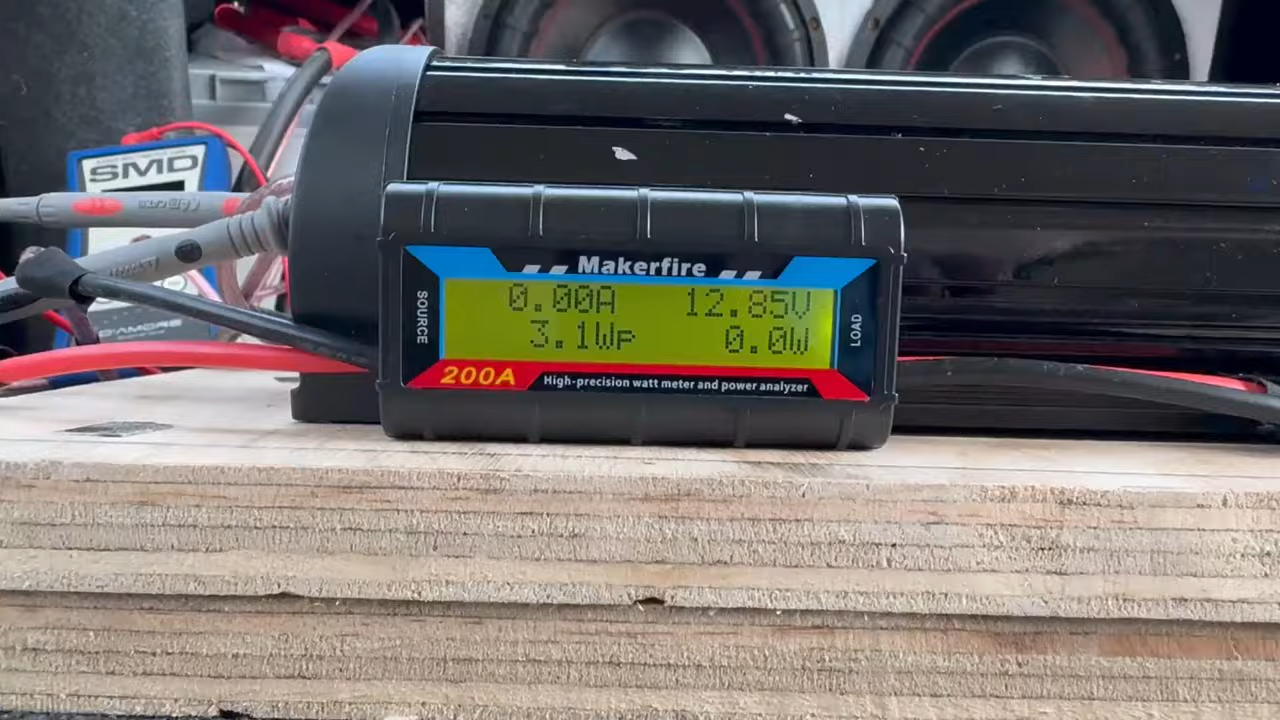 SMD
D'AMORE
Makerfire
SOURCE
0.00A 12.85V
3.1Wp 0.0W
LOAD
200A High-precision watt meter and power analyzer